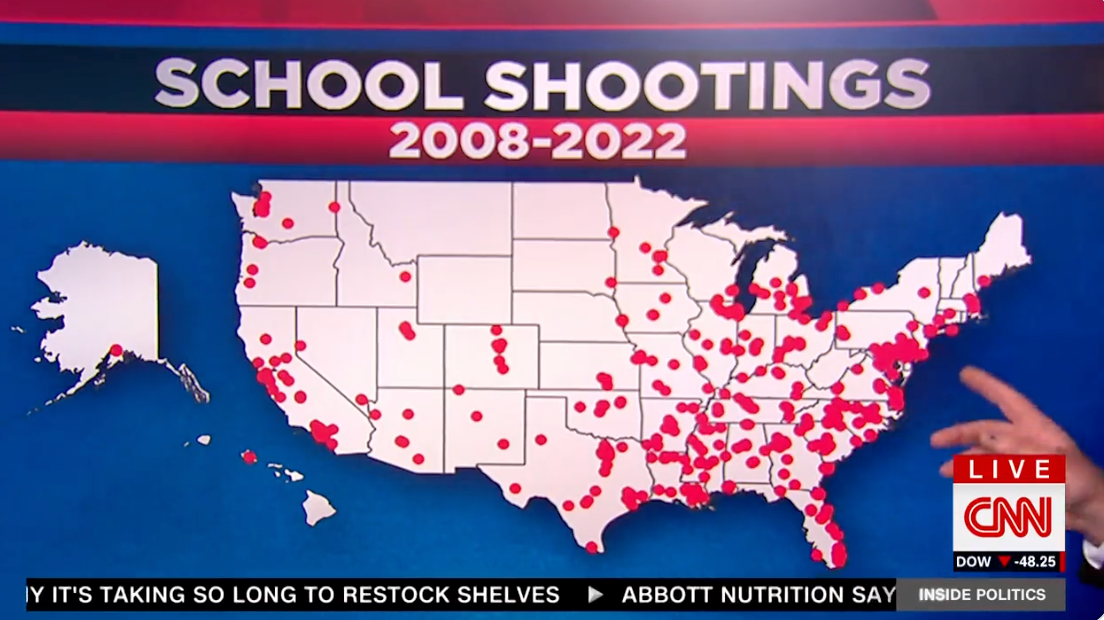 SCHOOL SHOOTINGS
2008-2022
LIVE
CNN
DOW ▼ -48.25
Y IT'S TAKING SO LONG TO RESTOCK SHELVES ▶ ABBOTT NUTRITION SAY
INSIDE POLITICS